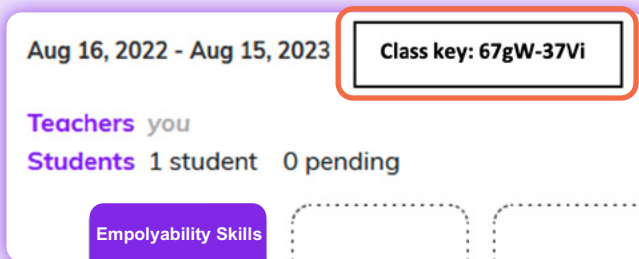 Aug 16, 2022 - Aug 15, 2023 Class key: 67gW-37Vi
Teachers you
Students 1 student 0 pending
Empolyability Skills